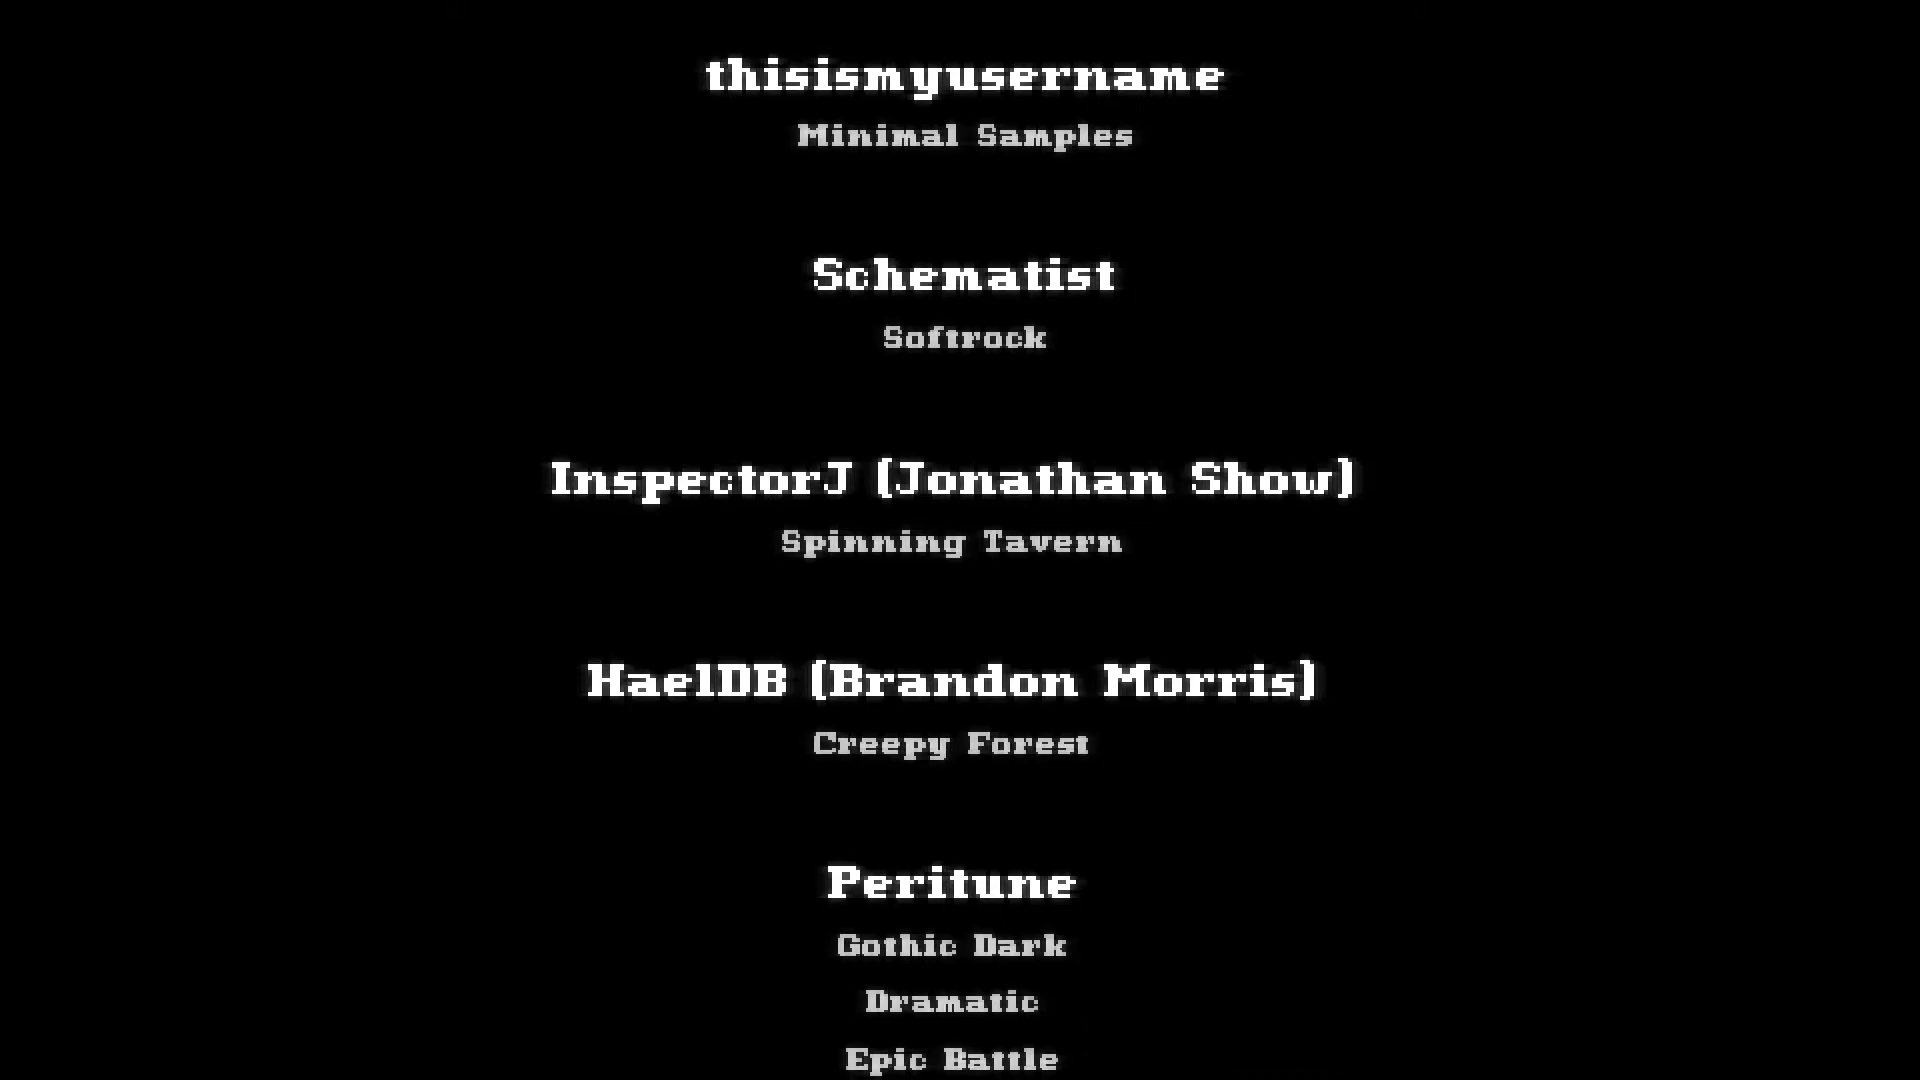 thisismyusername
Minimal Samples
Schematist
Softrock
InspectorJ (Jonathan Show)
Spinning Tavern
HaelDB (Brandon Morris)
Creepy Forest
Peritune
Gothic Dark
Dramatic
Epic Battle